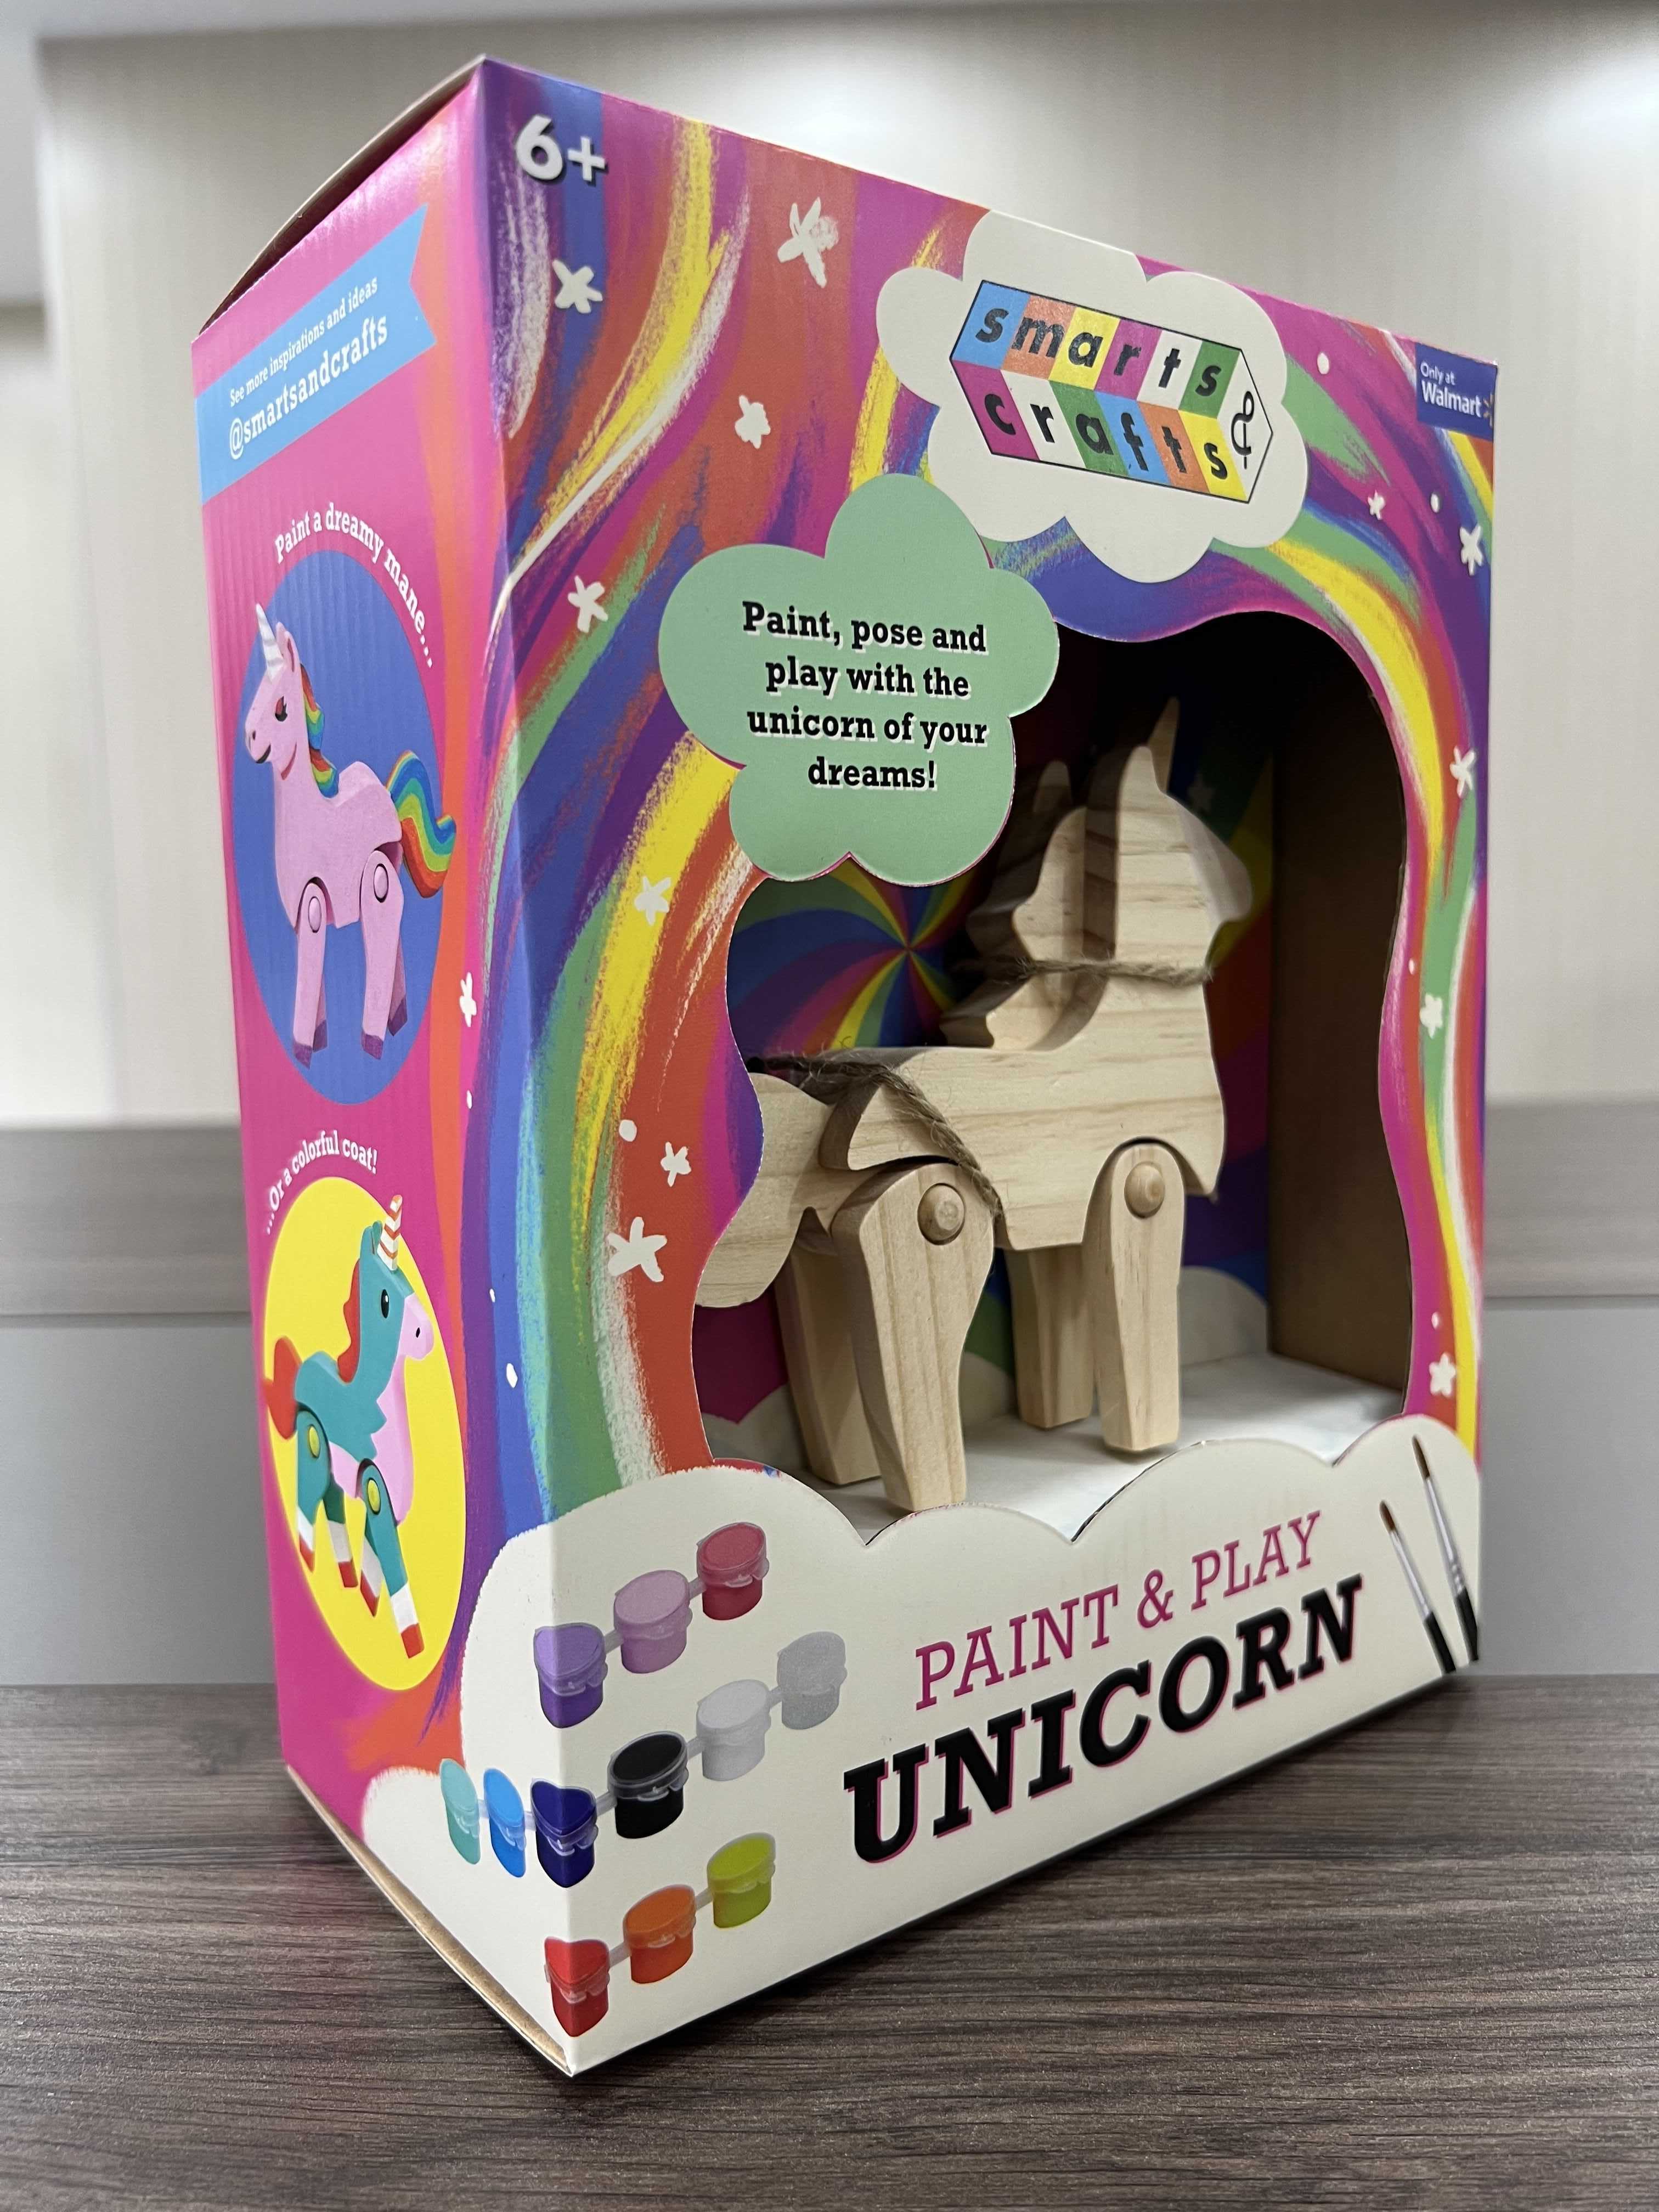 6+
smarts
&
crafts
Only at
Walmart
See more inspirations and ideas
@smartsandcrafts
Paint a dreamy mane...
...Or a colorful coat!
Paint, pose and
play with the
unicorn of your
dreams!
PAINT & PLAY
UNICORN